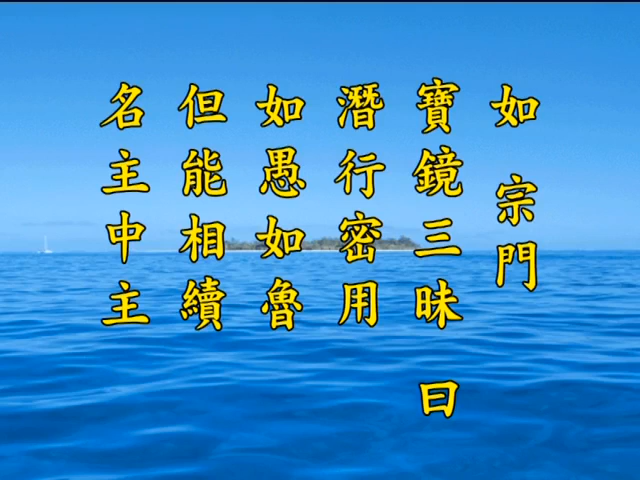 如 宗門
寶鏡三昧 曰
潛行密用
如愚如魯
但能相續
名主中主